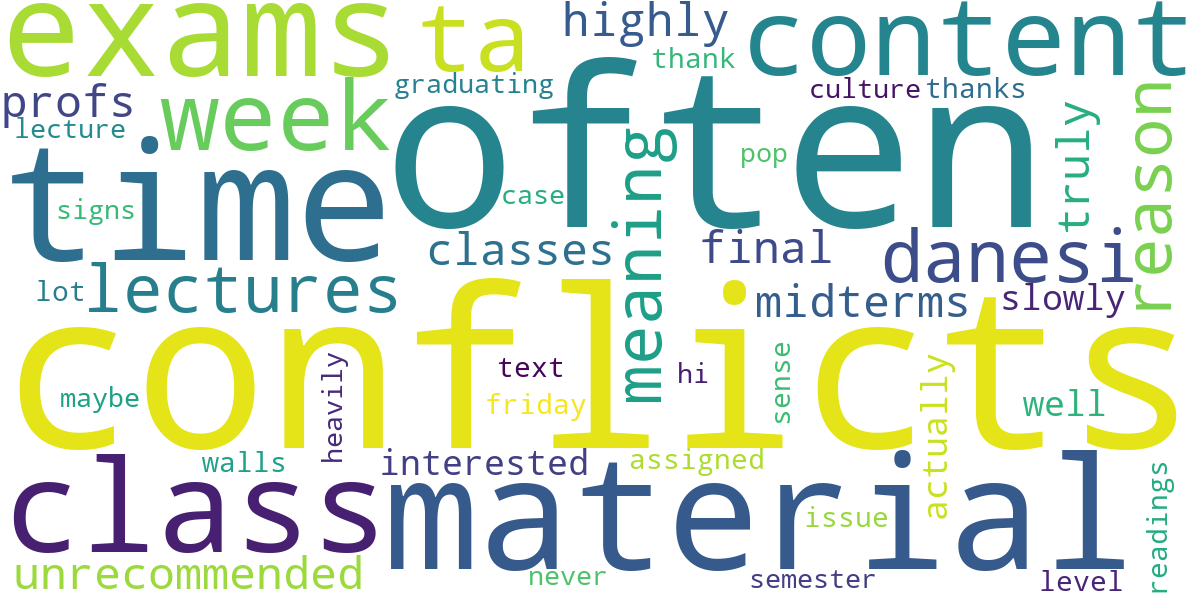 exams
ta
highly
content
thank
graduating
culture
thanks
profs
week
often
lecture
time
pop
meaning
truly
reason
signs
case
classes
final
danesi
lot
lectures
midterms
slowly
conflicts
text
hi
sense
maybe
friday
heavily
actually
well
walls
interested
assigned
class
material
issue
readings
unrecommended
never
semester
level